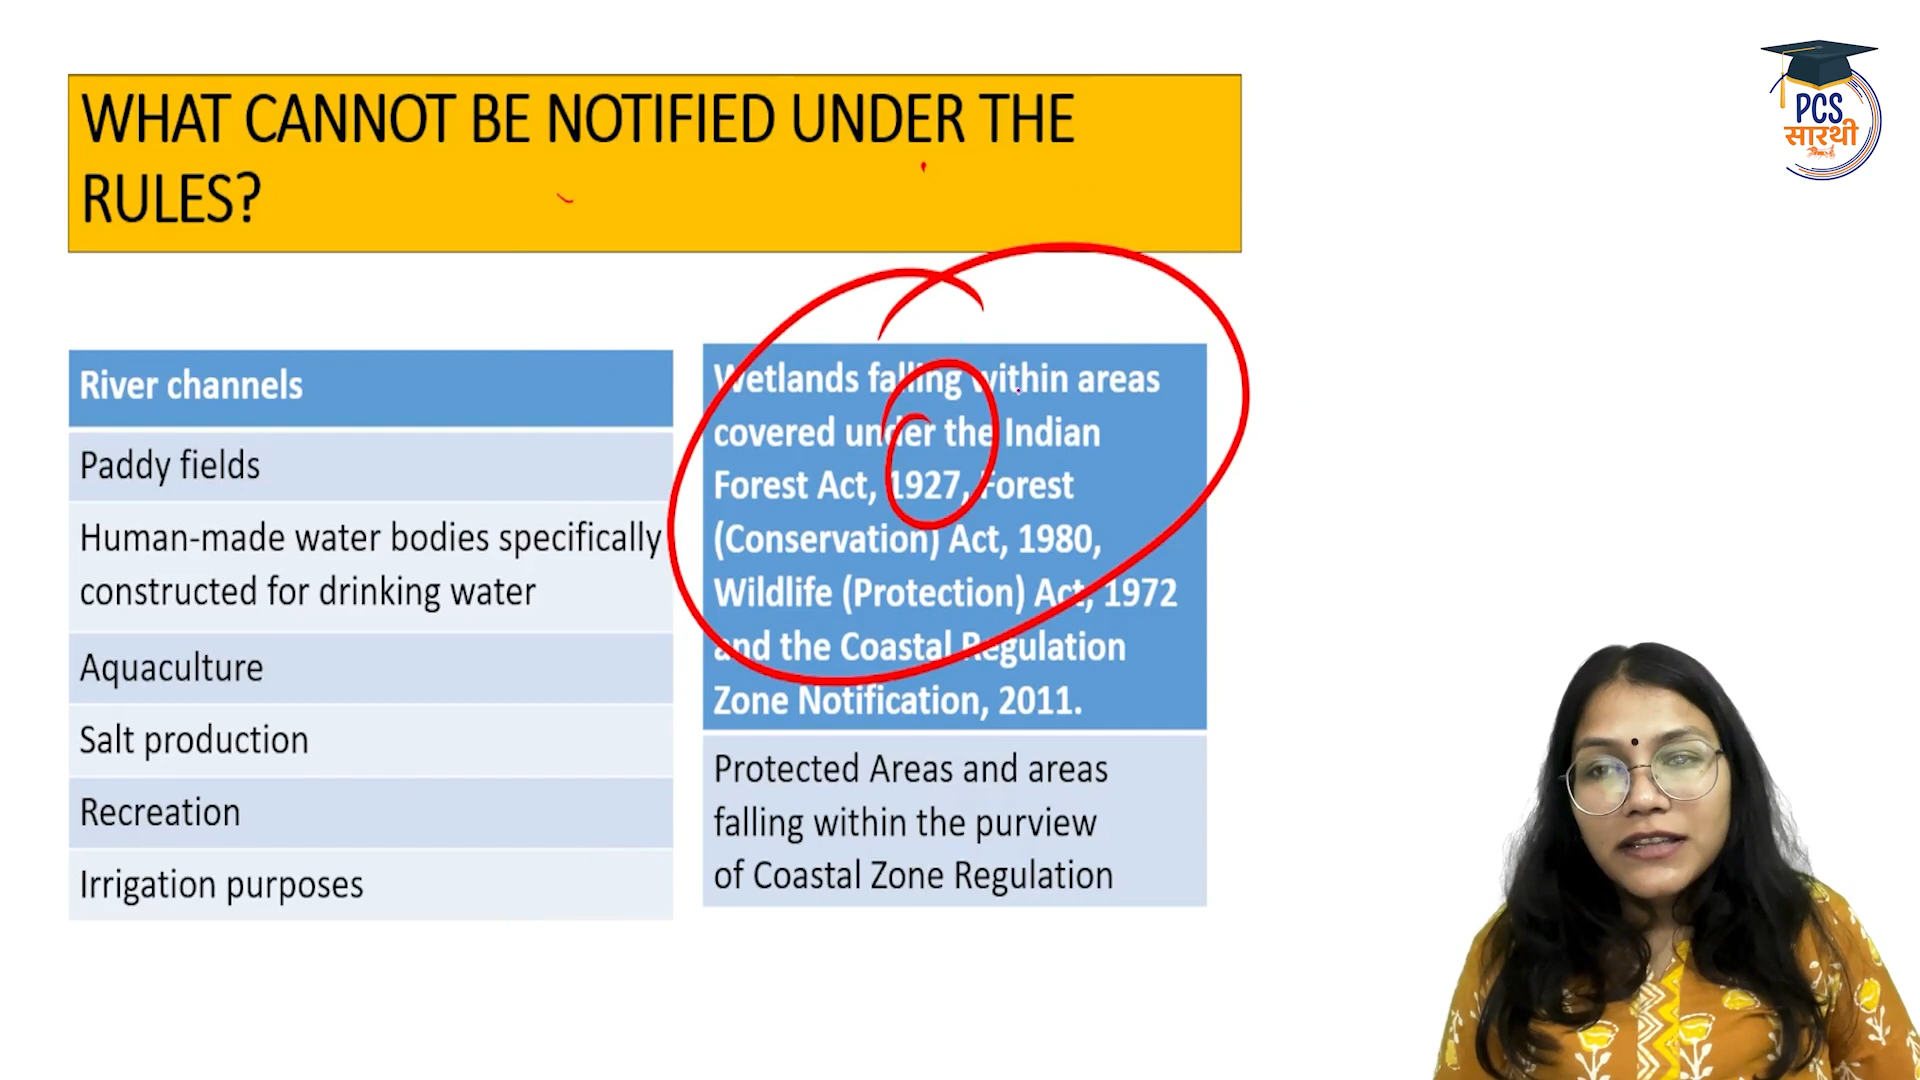 WHAT CANNOT BE NOTIFIED UNDER THE
RULES?
PCS
सारथी
River channels
Paddy fields
Human-made water bodies specifically
constructed for drinking water
Aquaculture
Salt production
Recreation
Irrigation purposes
Wetlands falling within areas
covered under the Indian
Forest Act, 1927, Forest
(Conservation) Act, 1980,
Wildlife (Protection) Act, 1972
and the Coastal Regulation
Zone Notification, 2011.
Protected Areas and areas
falling within the purview
of Coastal Zone Regulation